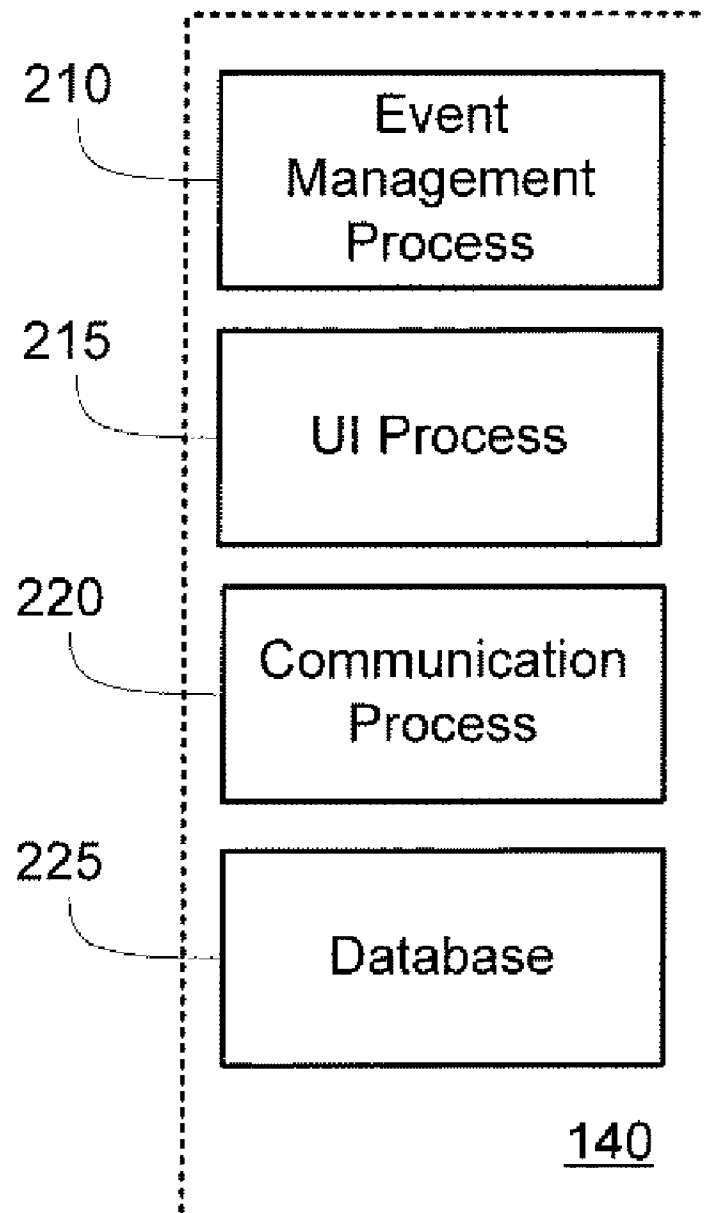 210
Event
Management
Process
215
UI Process
220
Communication
Process
225
Database
140